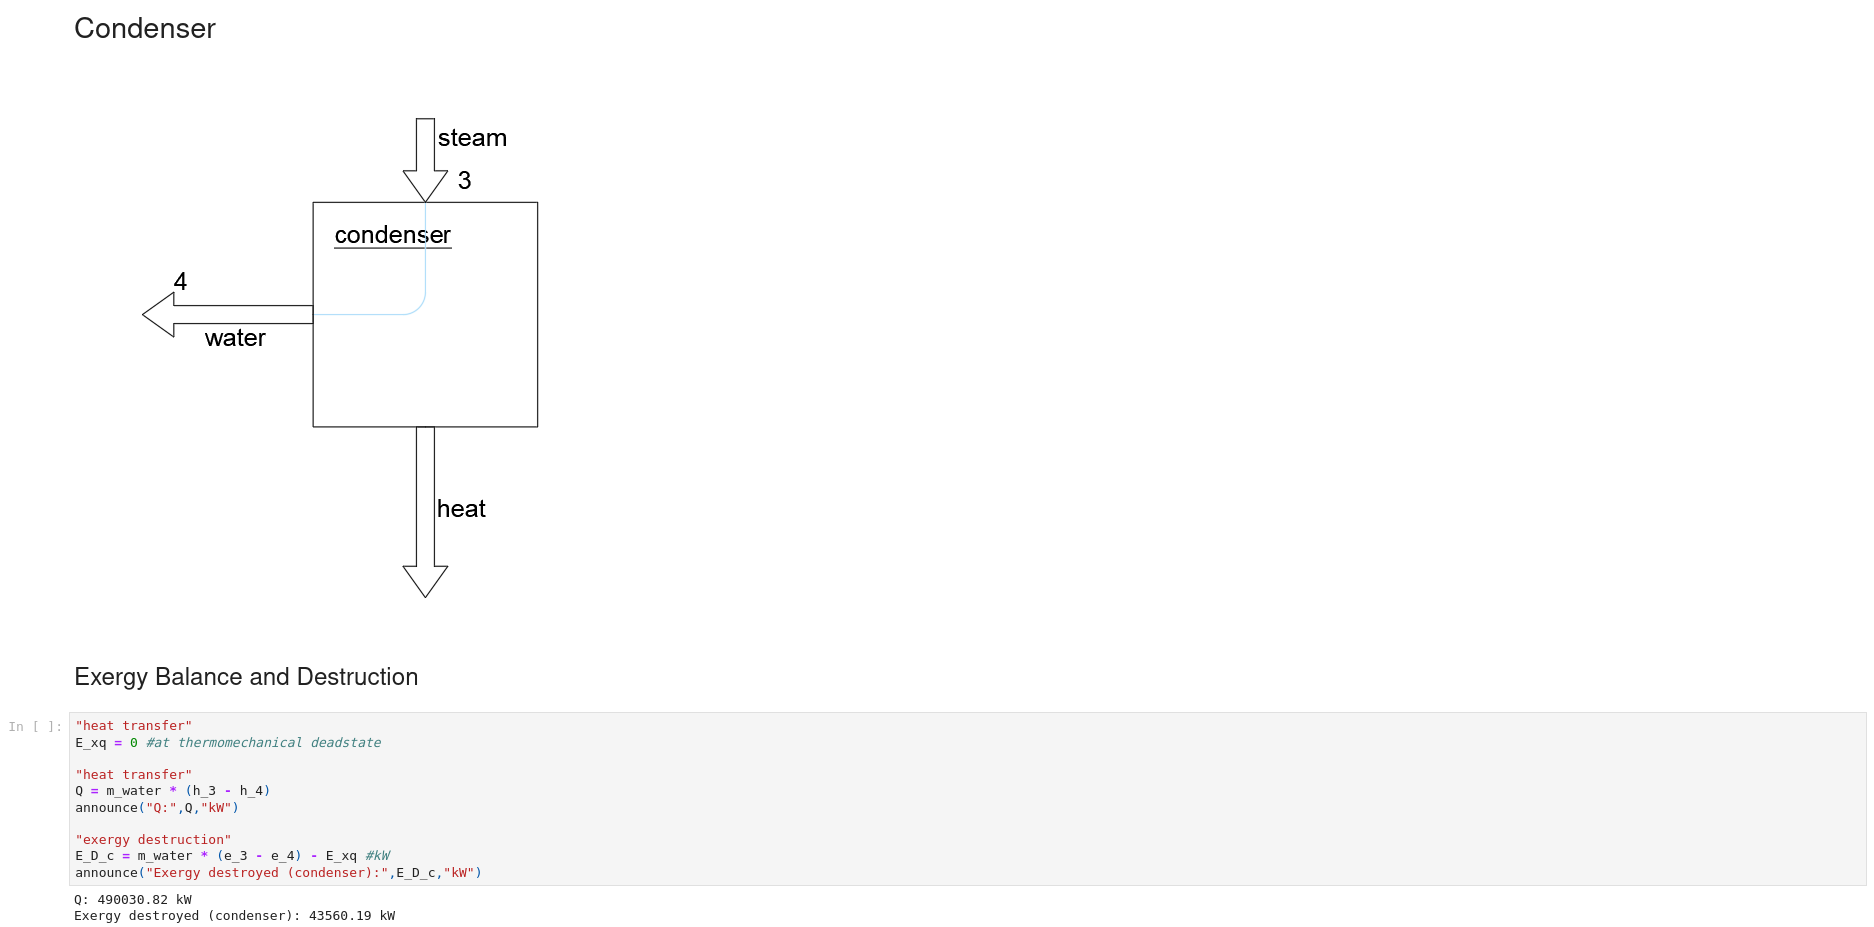 Condenser
steam
3
condenser
4
water
heat
Exergy Balance and Destruction
In [ ]:
"heat transfer"
E_xq = 0 #at thermomechanical deadstate
"heat transfer"
Q = m_water * (h_3 - h_4)
announce("Q:",Q,"kW")
"exergy destruction"
E_D_c = m_water * (e_3 - e_4) - E_xq #kW
announce("Exergy destroyed (condenser):",E_D_c,"kW")
Q: 490030.82 kW
Exergy destroyed (condenser): 43560.19 kW